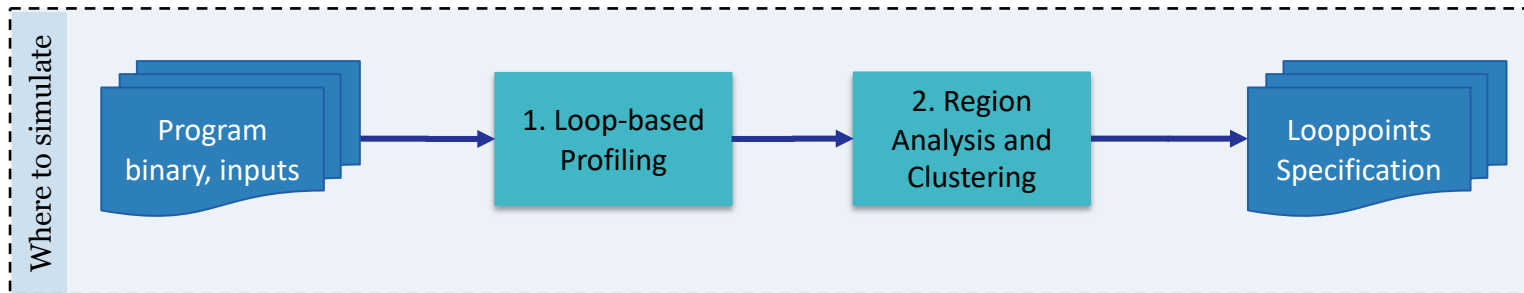 Where to simulate
Program
binary, inputs
1. Loop-based
Profiling
2. Region
Analysis and
Clustering
Looppoints
Specification